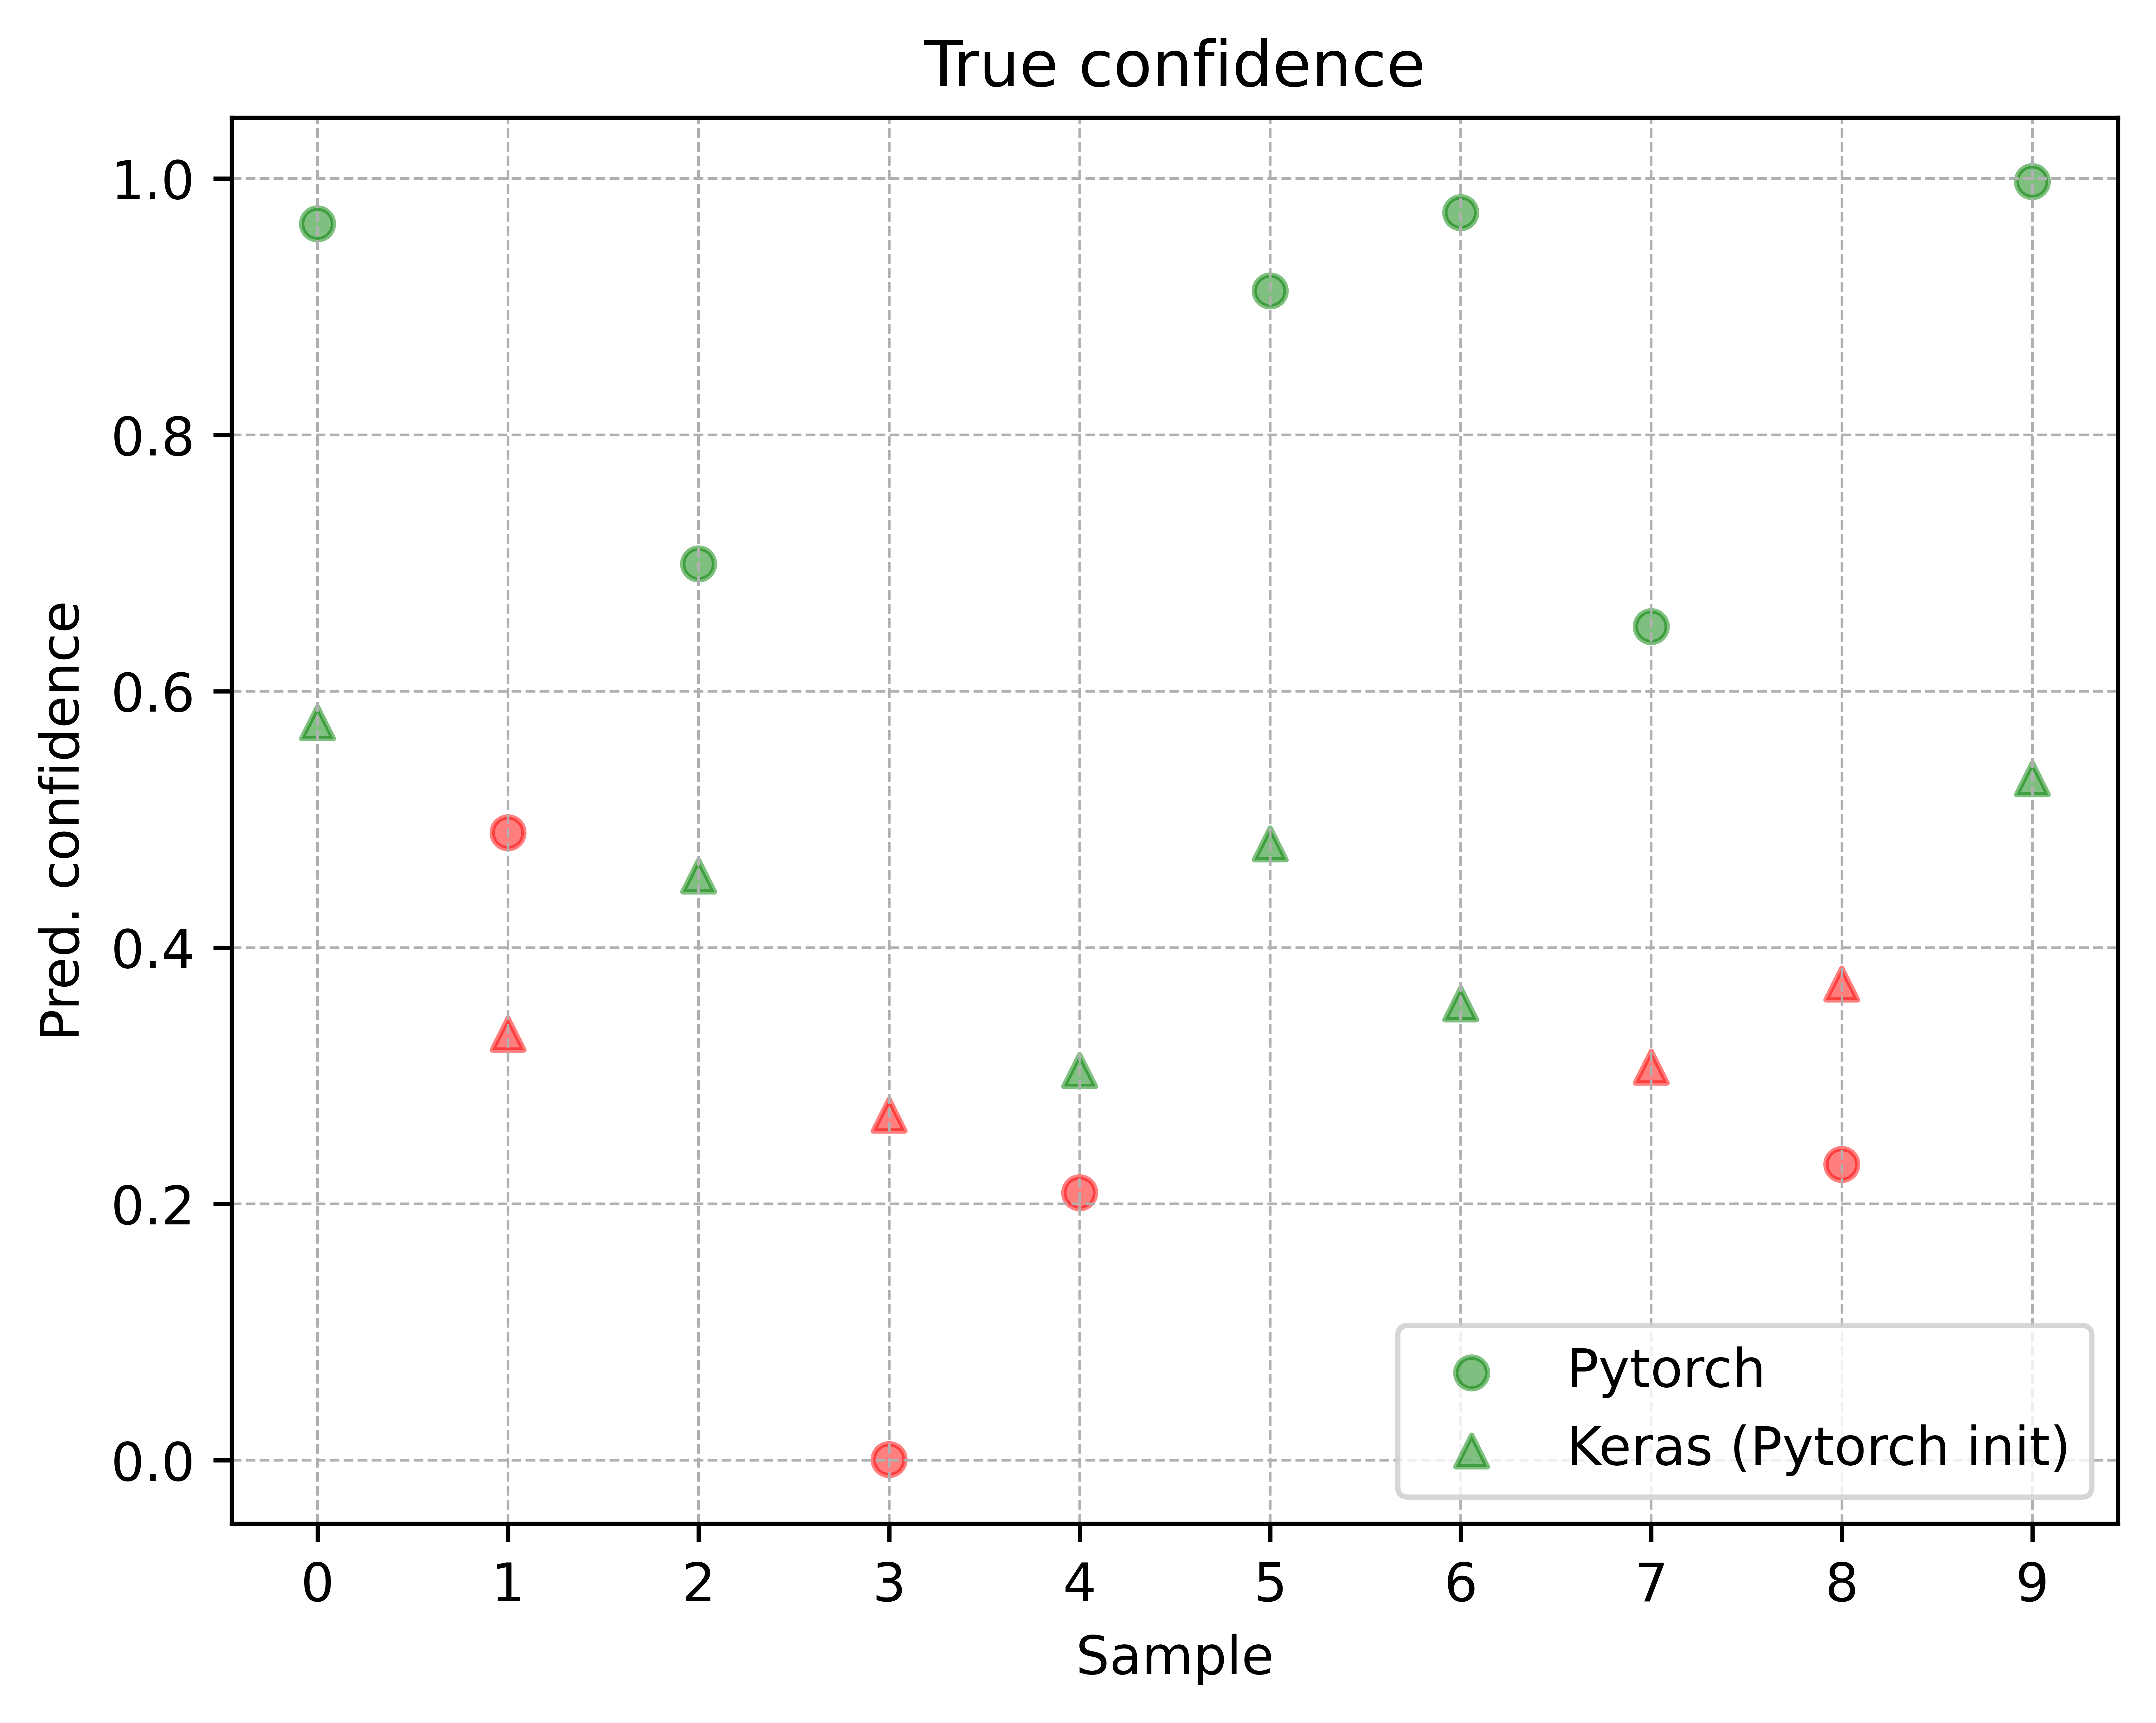 True confidence
Pred. confidence
1.0
0.8
0.6
0.4
0.2
0.0
Pytorch
Keras (Pytorch init)
0 1 2 3 4 5 6 7 8 9
Sample